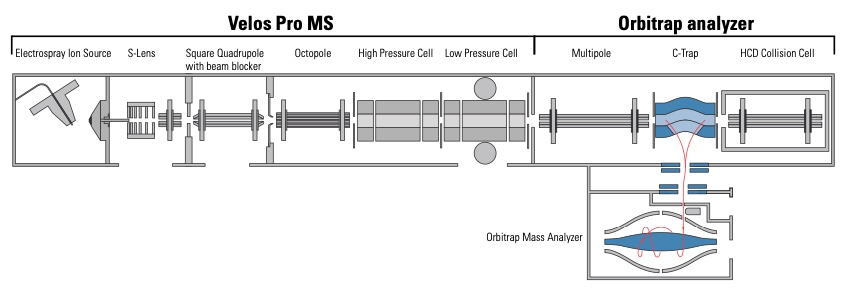 Velos Pro MS
Orbitrap analyzer
Electrospray Ion Source
S-Lens
Square Quadrupole
with beam blocker
Octopole
High Pressure Cell
Low Pressure Cell
Multipole
C-Trap
HCD Collision Cell
Orbitrap Mass Analyzer